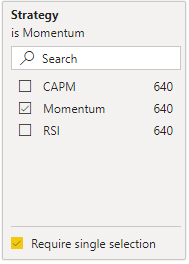 Strategy
is Momentum
Search
CAPM 640
Momentum 640
RSI 640
Require single selection